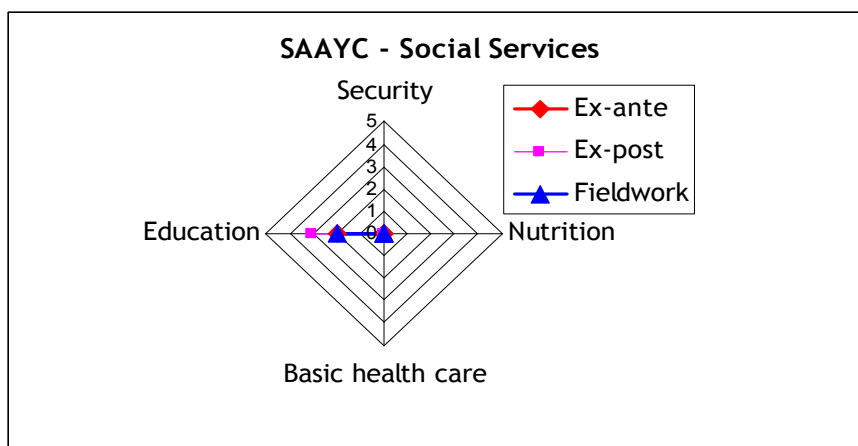 SAAYC - Social Services
Security
Ex-ante
Ex-post
Fieldwork
5
4
3
2
1
0
Education
Nutrition
Basic health care